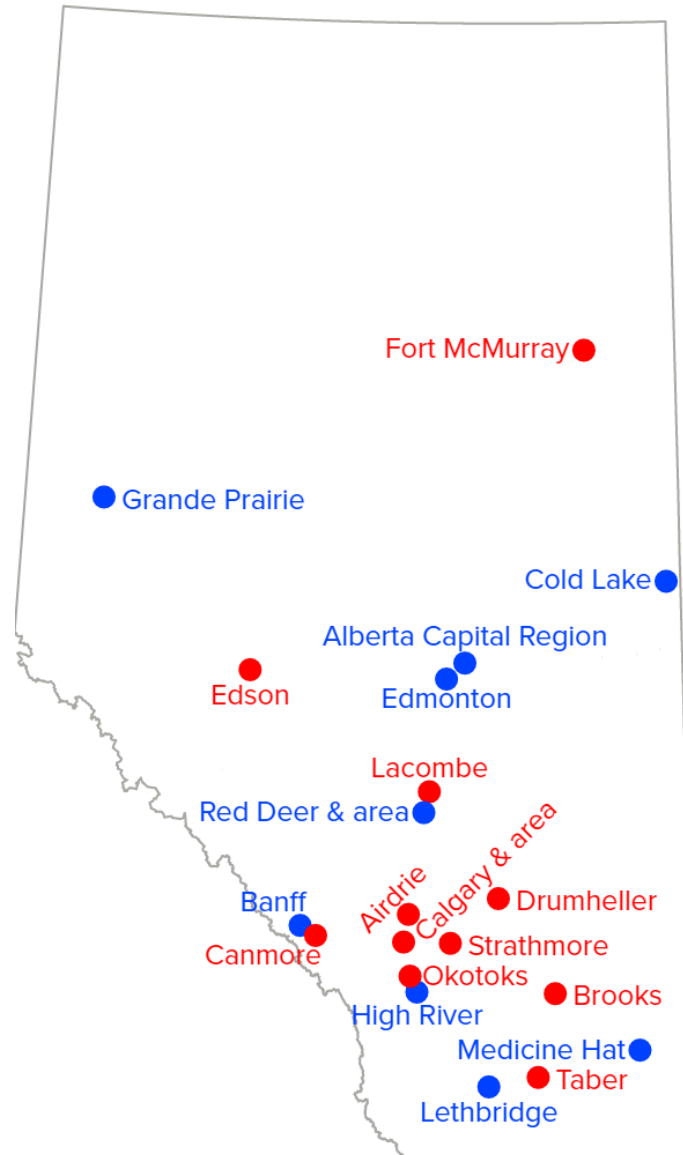 Fort McMurray
Grande Prairie
Cold Lake
Alberta Capital Region
Edson
Edmonton
Lacombe
Red Deer & area
Airdrie
Calgary & area
Banff
Drumheller
Canmore
Strathmore
Okotoks
Brooks
High River
Medicine Hat
Taber
Lethbridge